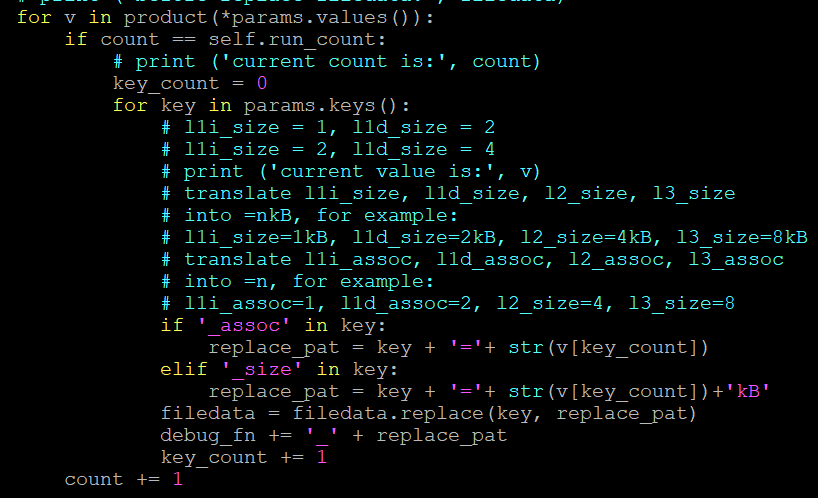 for v in product(*params.values()):
    if count == self.run_count:
        # print ('current count is:', count)
        key_count = 0
        for key in params.keys():
            # l1i_size = 1, l1d_size = 2
            # l1i_size = 2, l1d_size = 4
            # print ('current value is:', v)
            # translate l1i_size, l1d_size, l2_size, l3_size
            # into =nkB, for example:
            # l1i_size=1kB, l1d_size=2kB, l2_size=4kB, l3_size=8kB
            # translate l1i_assoc, l1d_assoc, l2_assoc, l3_assoc
            # into =n, for example:
            # l1i_assoc=1, l1d_assoc=2, l2_size=4, l3_size=8
            if '_assoc' in key:
                replace_pat = key + '='+ str(v[key_count])
            elif '_size' in key:
                replace_pat = key + '='+ str(v[key_count])+'kB'
            filedata = filedata.replace(key, replace_pat)
            debug_fn += '_' + replace_pat
            key_count += 1
    count += 1